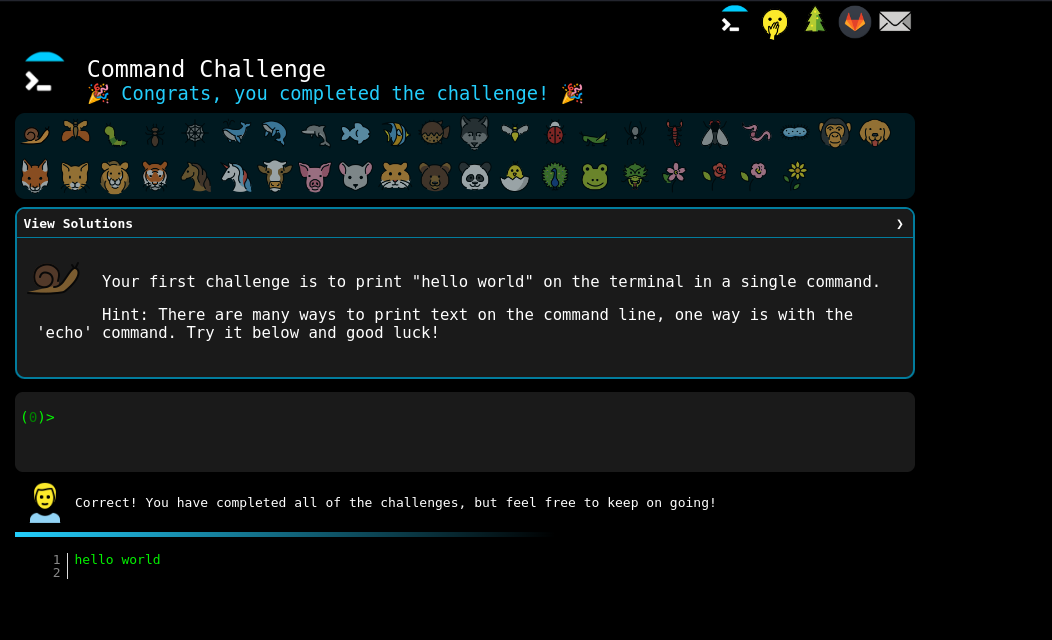 Command Challenge
🎉 Congrats, you completed the challenge! 🎉
View Solutions ❯
Your first challenge is to print "hello world" on the terminal in a single command.
Hint: There are many ways to print text on the command line, one way is with the
'echo' command. Try it below and good luck!
(0)>
Correct! You have completed all of the challenges, but feel free to keep on going!
1 hello world
2